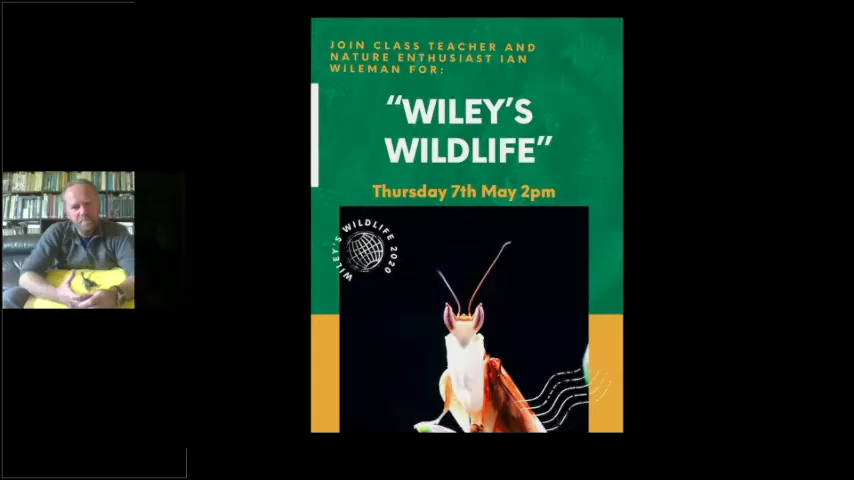 JOIN CLASS TEACHER AND
NATURE ENTHUSIAST IAN
WILEMAN FOR:
“WILEY’S
WILDLIFE”
Thursday 7th May 2pm
WILEY'S WILDLIFE 2020